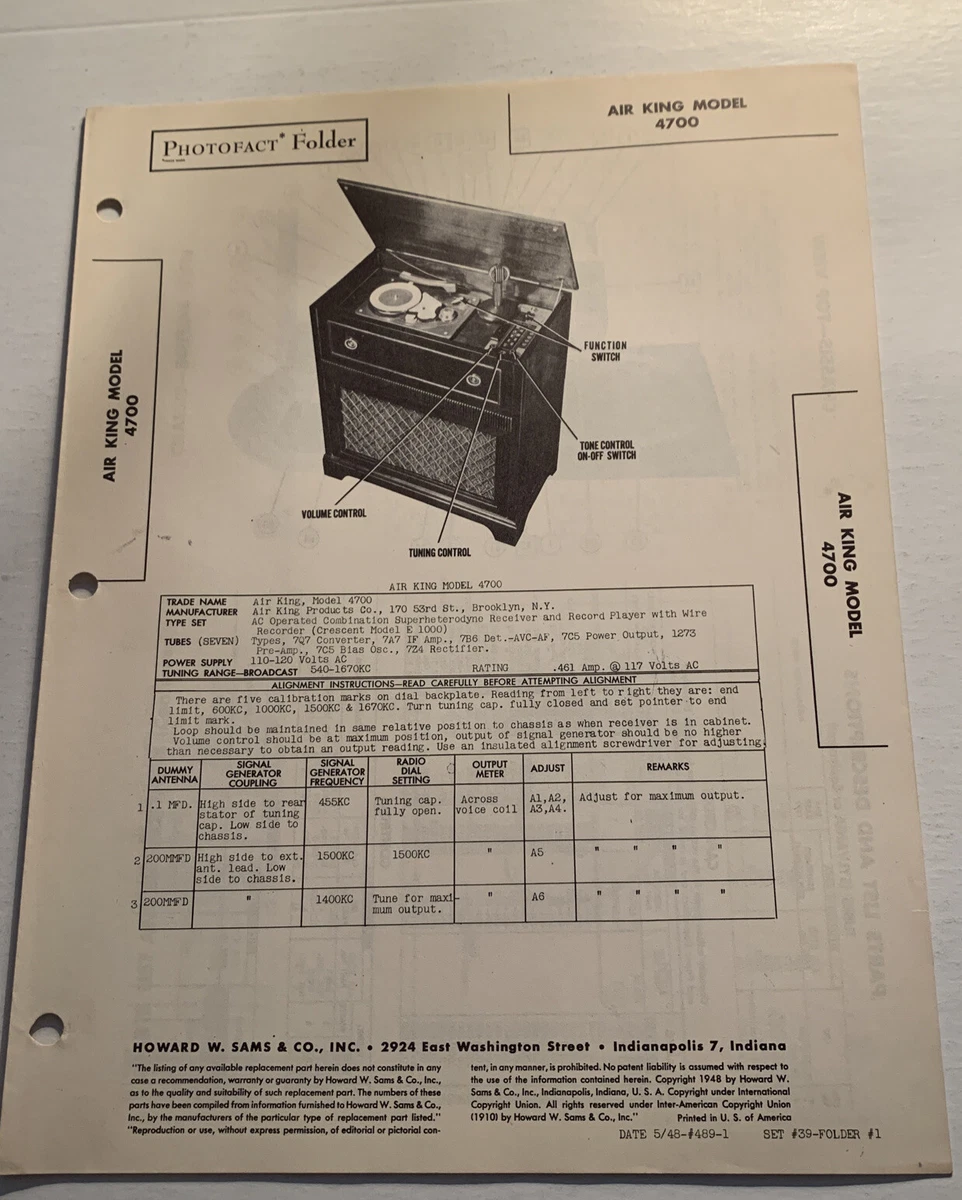 PHOTOFACT* Folder
AIR KING MODEL
4700
AIR KING MODEL
4700
FUNCTION
SWITCH
TONE CONTROL
ON-OFF SWITCH
VOLUME CONTROL
TUNING CONTROL
AIR KING MODEL
4700
AIR KING MODEL 4700
TRADE NAME Air King, Model 4700
MANUFACTURER Air King Products Co., 170 53rd St., Brooklyn, N.Y.
TYPE SET AC Operated Combination Superheterodyne Receiver and Record Player with Wire
Recorder (Crescent Model E 1000)
TUBES (SEVEN) Types, 7Q7 Converter, 7A7 IF Amp., 7B6 Det.-AVC-AF, 7C5 Power Output, 1273
Pre-Amp., 7C5 Bias Osc., 7Z4 Rectifier.
POWER SUPPLY 110-120 Volts AC
TUNING RANGE—BROADCAST 540-1670KC RATING .461 Amp. @ 117 Volts AC
ALIGNMENT INSTRUCTIONS—READ CAREFULLY BEFORE ATTEMPTING ALIGNMENT
There are five calibration marks on dial backplate. Reading from left to right they are: end
limit, 600KC, 1000KC, 1500KC & 1670KC. Turn tuning cap. fully closed and set pointer to end
limit mark.
Loop should be maintained in same relative position to chassis as when receiver is in cabinet.
Volume control should be at maximum position, output of signal generator should be no higher
than necessary to obtain an output reading. Use an insulated alignment screwdriver for adjusting.
DUMMY ANTENNA SIGNAL GENERATOR COUPLING SIGNAL GENERATOR FREQUENCY RADIO DIAL SETTING OUTPUT METER ADJUST REMARKS
1 .1 MFD. High side to rear 455KC Tuning cap. Across A1,A2, Adjust for maximum output.
stator of tuning fully open. voice coil A3,A4.
cap. Low side to
chassis.
2 200MMFD High side to ext. 1500KC 1500KC " A5 " " " "
ant. lead. Low
side to chassis.
3 200MMFD " 1400KC Tune for maxi- " A6 " " " "
mum output.
HOWARD W. SAMS & CO., INC. • 2924 East Washington Street • Indianapolis 7, Indiana
"The listing of any available replacement part herein does not constitute in any
case a recommendation, warranty or guaranty by Howard W. Sams & Co., Inc.,
as to the quality and suitability of such replacement part. The numbers of these
parts have been compiled from information furnished to Howard W. Sams & Co.,
Inc., by the manufacturers of the particular type of replacement part listed."
"Reproduction or use, without express permission, of editorial or pictorial con-
tent, in any manner, is prohibited. No patent liability is assumed with respect to
the use of the information contained herein. Copyright 1948 by Howard W.
Sams & Co., Inc., Indianapolis, Indiana, U. S. A. Copyright under International
Copyright Union. All rights reserved under Inter-American Copyright Union
(1910) by Howard W. Sams & Co., Inc." Printed in U. S. of America
DATE 5/48-#489-1 SET #39-FOLDER #1